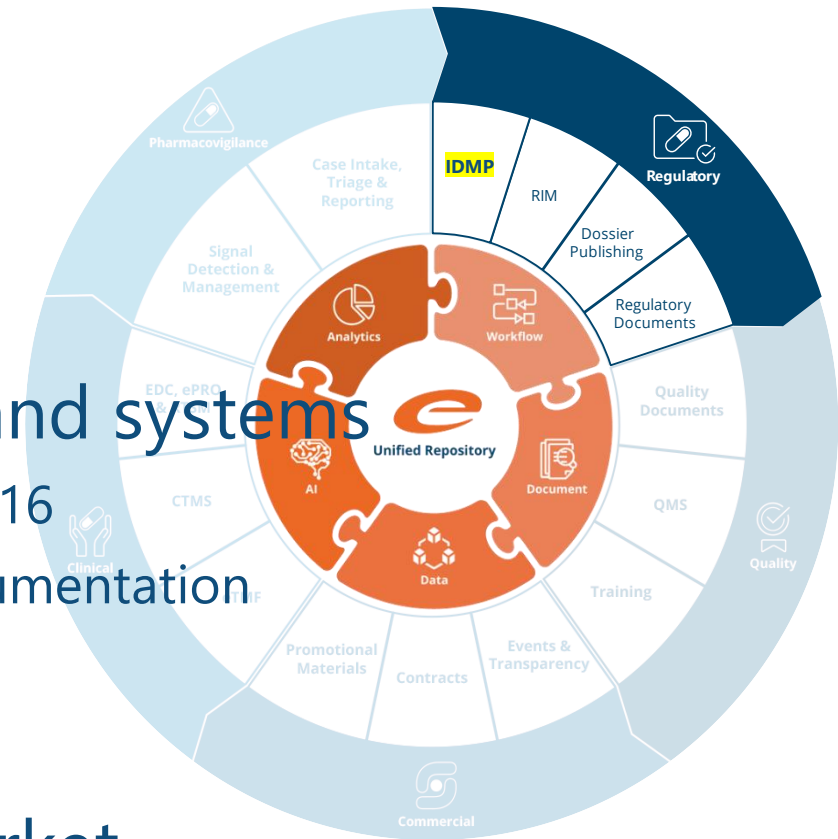 Pharmacovigilance
Case Intake,
Triage &
Reporting
IDMP
RIM
Regulatory
Dossier
Publishing
Signal
Detection &
Management
Regulatory
Documents
Analytics
Workflow
EDC, ePRO
and systems
Quality
Documents
Unified Repository
AI
Document
CTMS
16
QMS
Clinical
umentation
Data
Quality
Training
Promotional
Materials
Contracts
Events &
Transparency
Commercial
rket